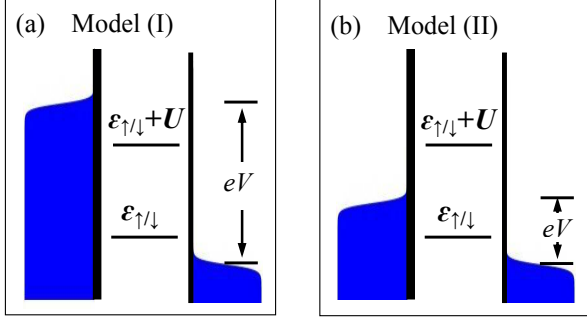 (a) Model (I)
ε↑/↓+U
eV
ε↑/↓
(b) Model (II)
ε↑/↓+U
ε↑/↓
eV